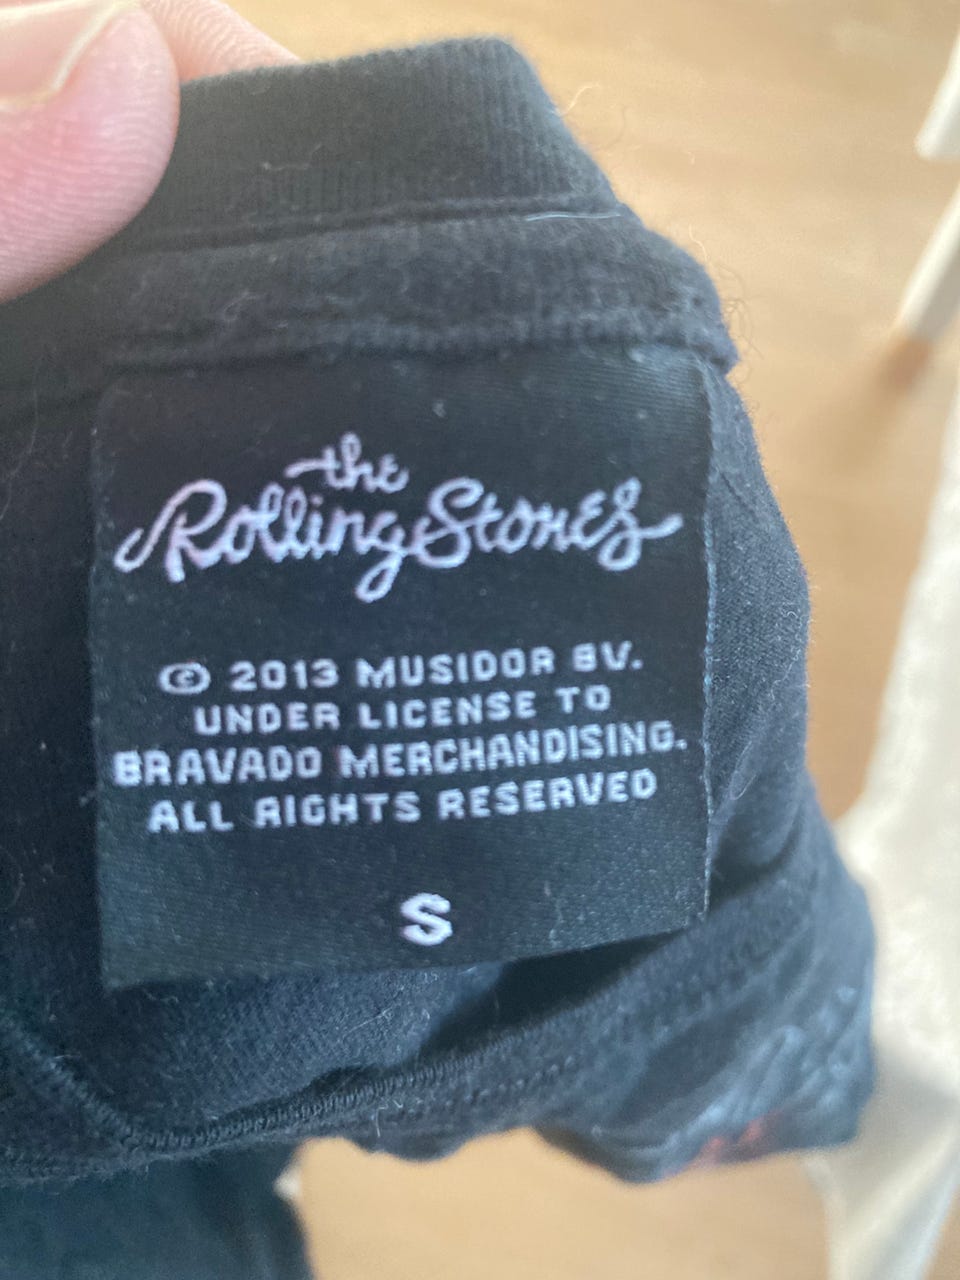 the
Rolling Stones
© 2013 MUSIDOR BV.
UNDER LICENSE TO
BRAVADO MERCHANDISING.
ALL RIGHTS RESERVED
S